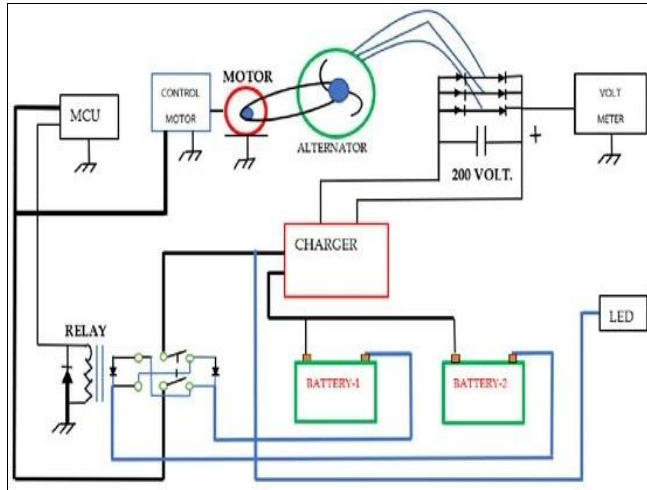 MCU
CONTROL
MOTOR
MOTOR
ALTERNATOR
VOLT
METER
+
200 VOLT.
CHARGER
LED
RELAY
BATTERY-1
BATTERY-2